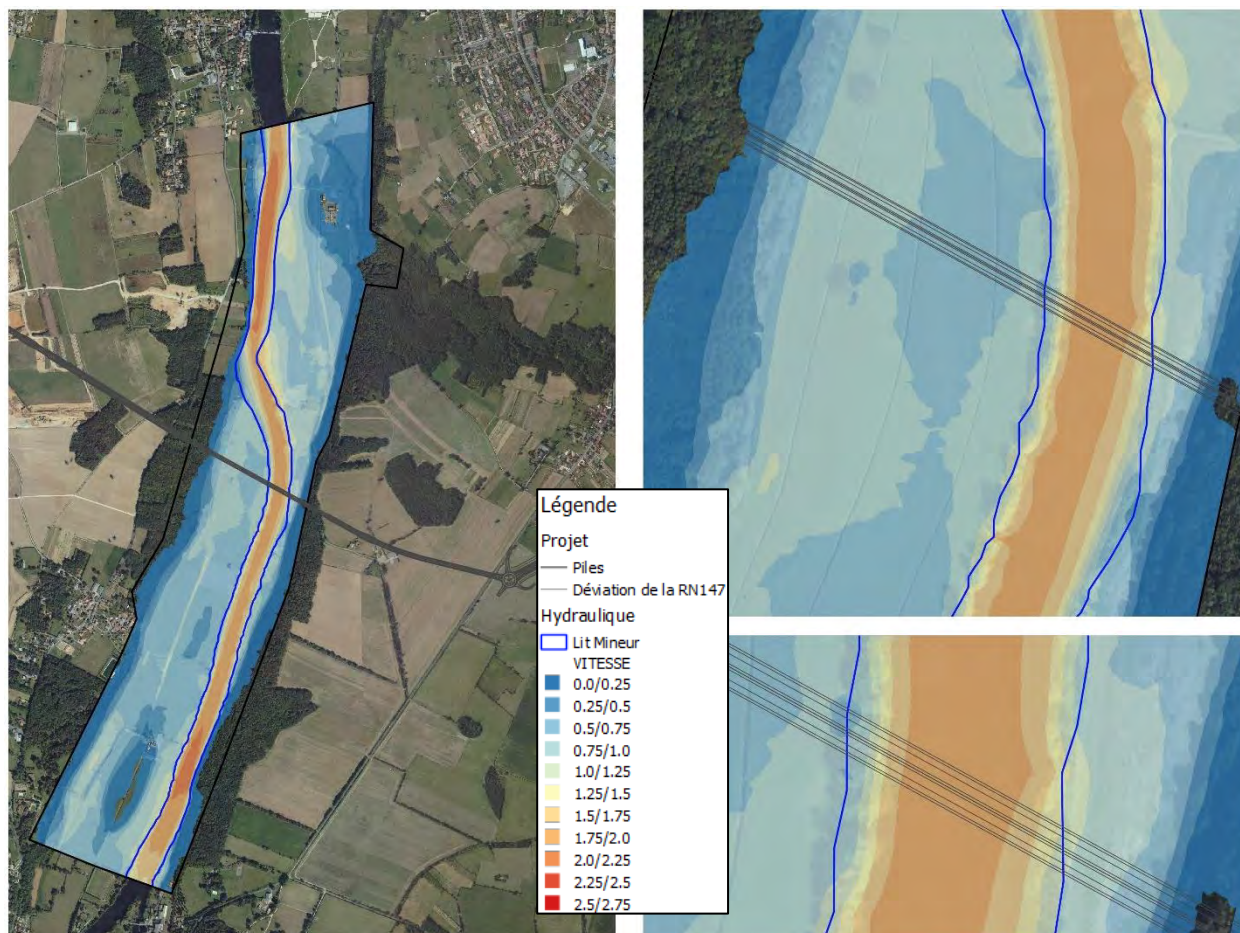 Légende
Projet
Piles
Déviation de la RN147
Hydraulique
Lit Mineur
VITESSE
0.0/0.25
0.25/0.5
0.5/0.75
0.75/1.0
1.0/1.25
1.25/1.5
1.5/1.75
1.75/2.0
2.0/2.25
2.25/2.5
2.5/2.75